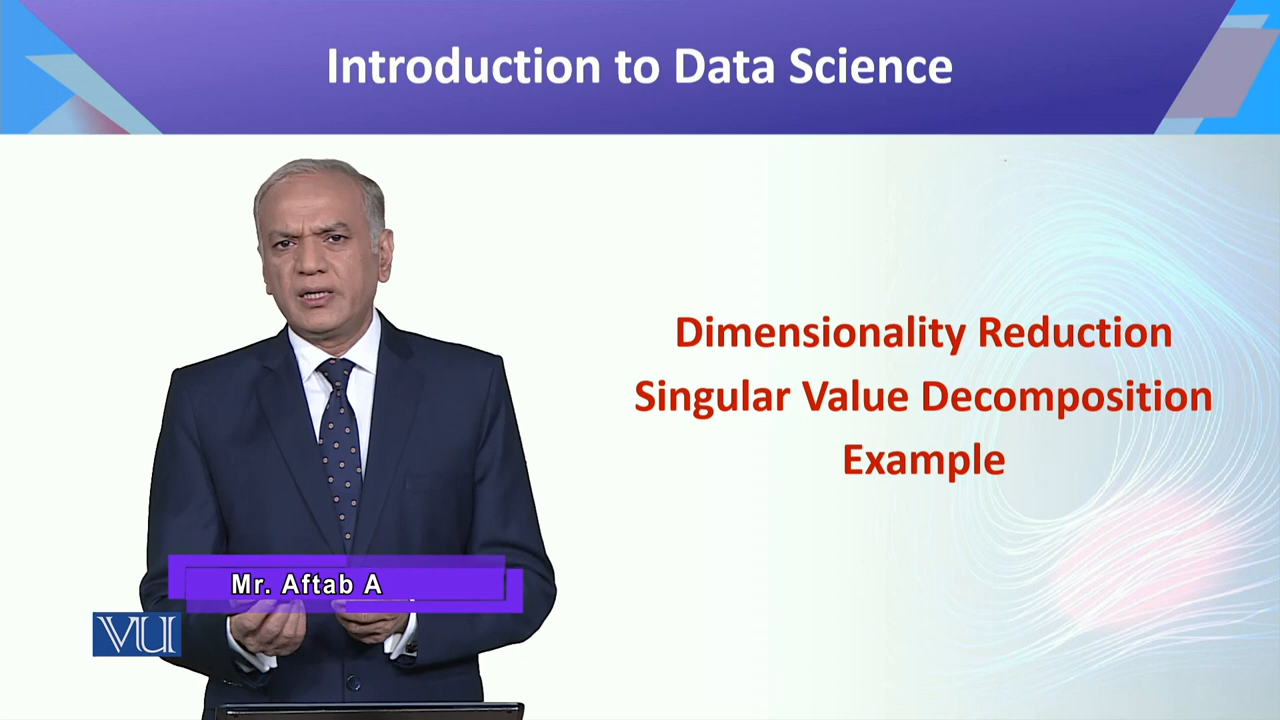 Introduction to Data Science
Dimensionality Reduction
Singular Value Decomposition
Example
Mr. Aftab A
VU